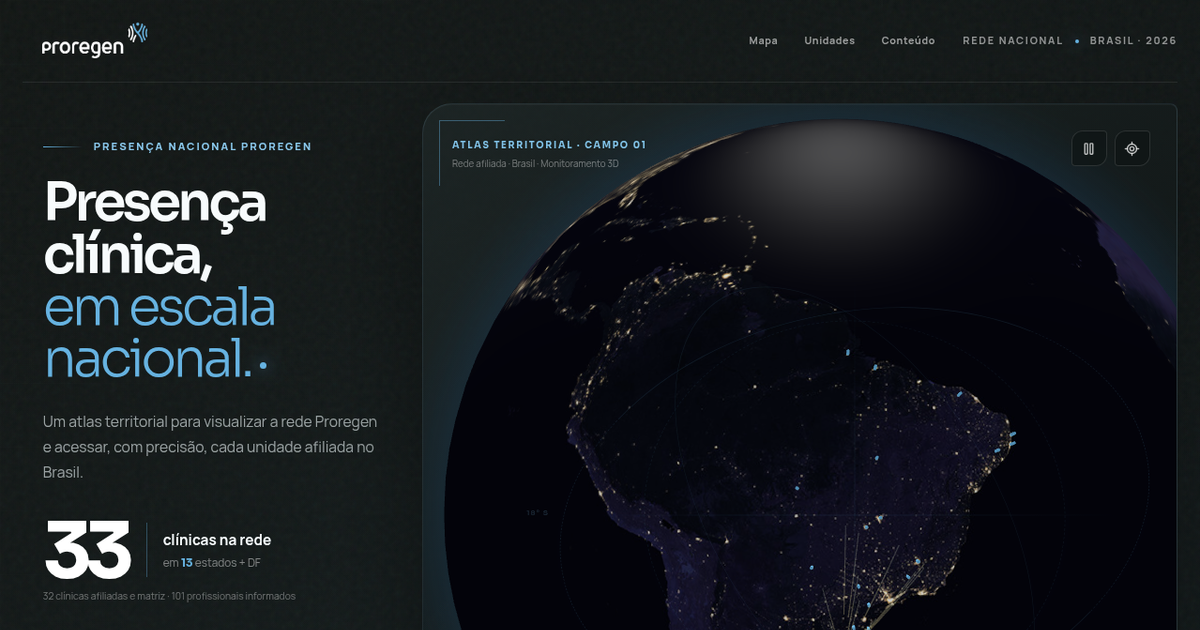 proregen
Mapa Unidades Conteúdo REDE NACIONAL • BRASIL · 2026
PRESENÇA NACIONAL PROREGEN
Presença
clínica,
em escala
nacional.
Um atlas territorial para visualizar a rede Proregen
e acessar, com precisão, cada unidade afiliada no
Brasil.
33
clínicas na rede
em 13 estados + DF
32 clínicas afiliadas e matriz · 101 profissionais informados
ATLAS TERRITORIAL · CAMPO 01
Rede afiliada · Brasil · Monitoramento 3D